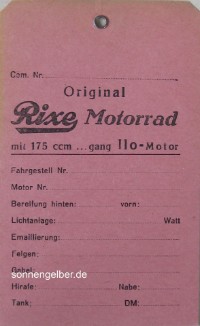 Com. Nr.
Original
Rixe Motorrad
mit 175 ccm ... gang Ilo-Motor
Fahrgestell Nr.
Motor Nr.
Bereifung hinten: vorn:
Lichtanlage: Watt
Emaillierung:
Felgen:
Gabel:
sonnengelber.de
Nabe:
Tank: DM: